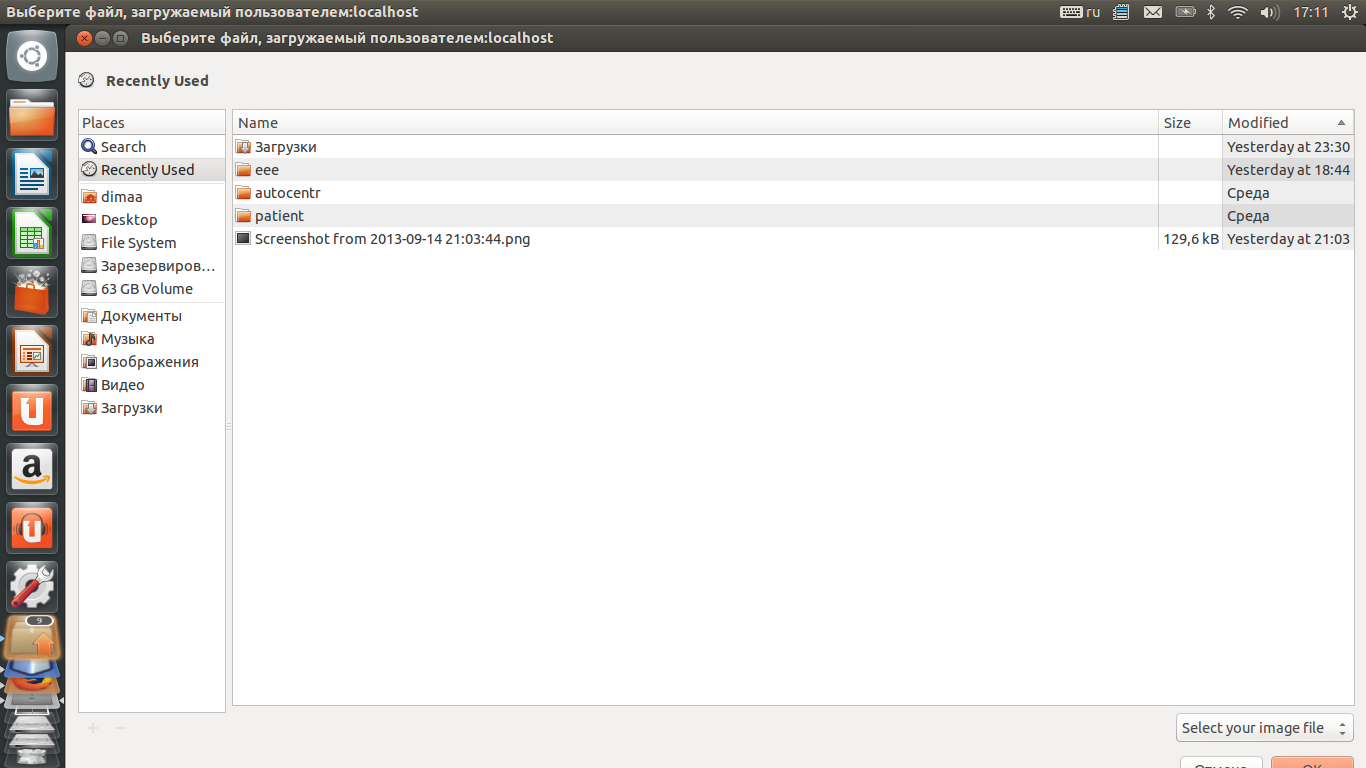 Выберите файл, загружаемый пользователем:localhost
ru
17:11
Выберите файл, загружаемый пользователем:localhost
Recently Used
Places
Name Size Modified
Search
Recently Used
dimaa
Desktop
File System
Зарезервиров…
63 GB Volume
Документы
Музыка
Изображения
Видео
Загрузки
Загрузки Yesterday at 23:30
eee Yesterday at 18:44
autocentr Среда
patient Среда
Screenshot from 2013-09-14 21:03:44.png 129,6 kB Yesterday at 21:03
9
Select your image file
Отмена OK